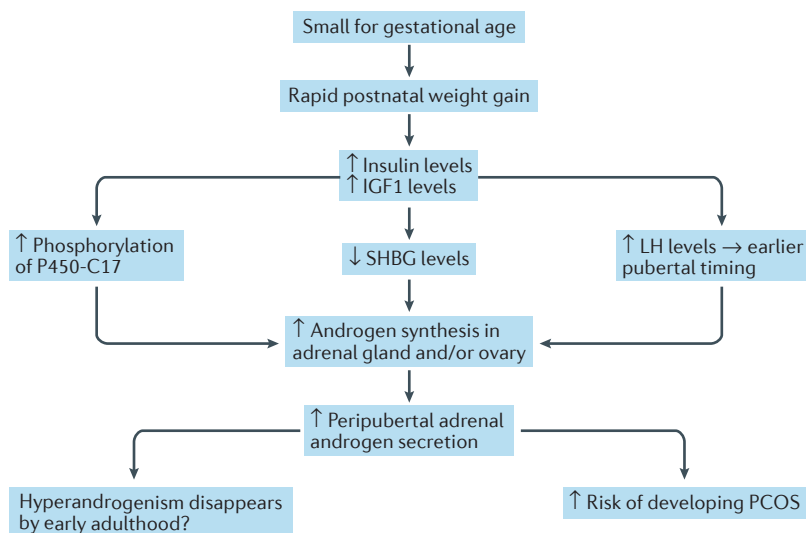 Small for gestational age
Rapid postnatal weight gain
↑ Insulin levels
↑ IGF1 levels
↑ Phosphorylation
of P450-C17
↓ SHBG levels
↑ LH levels → earlier
pubertal timing
↑ Androgen synthesis in
adrenal gland and/or ovary
↑ Peripubertal adrenal
androgen secretion
Hyperandrogenism disappears
by early adulthood?
↑ Risk of developing PCOS